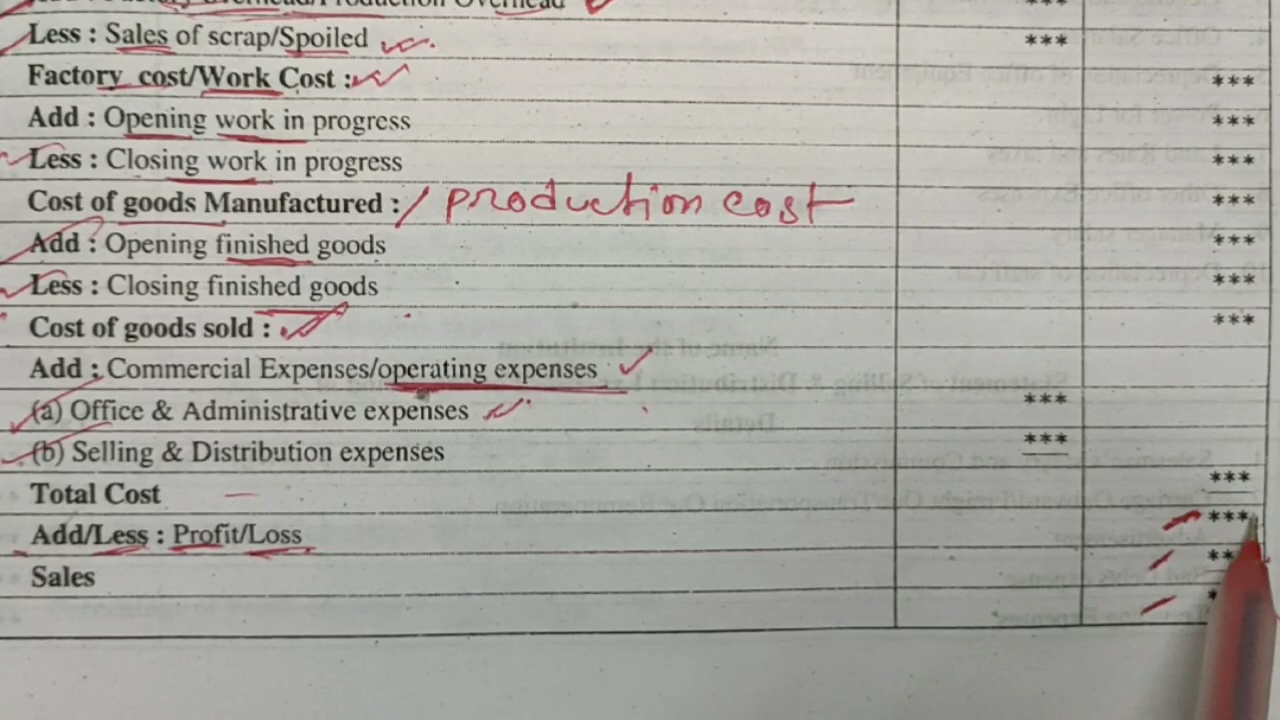 Less : Sales of scrap/Spoiled ***
Factory cost/Work Cost : ***
Add : Opening work in progress ***
Less : Closing work in progress ***
Cost of goods Manufactured : / production cost ***
Add : Opening finished goods ***
Less : Closing finished goods ***
Cost of goods sold : ***
Add : Commercial Expenses/operating expenses
(a) Office & Administrative expenses ***
(b) Selling & Distribution expenses ***
***
Total Cost ***
Add/Less : Profit/Loss
Sales